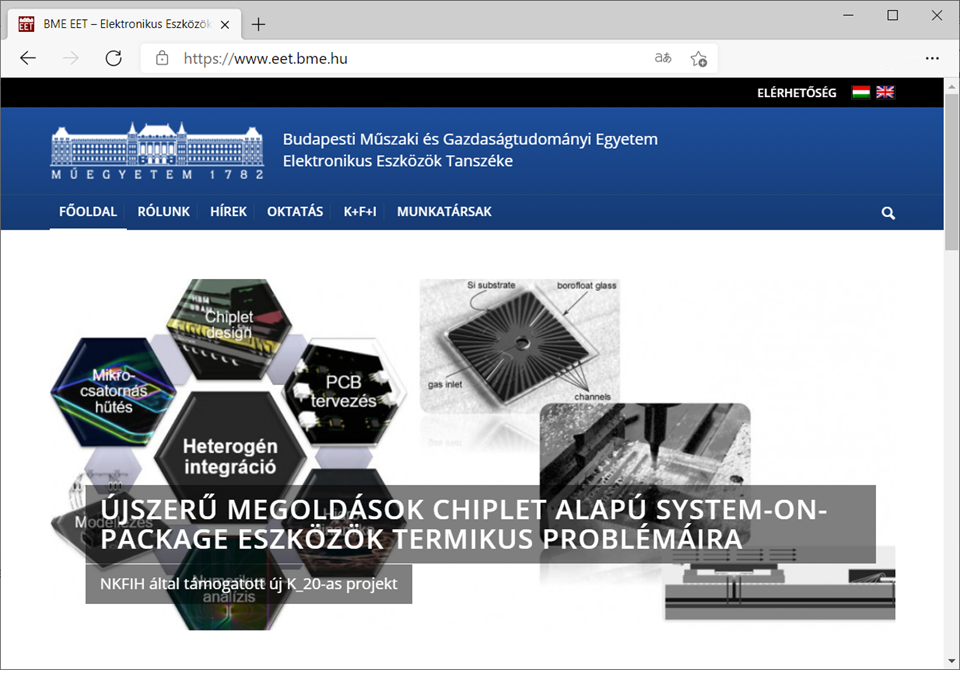 BME EET – Elektronikus Eszközök
https://www.eet.bme.hu
aあ
ELÉRHETŐSÉG
MŰEGYETEM 1782
Budapesti Műszaki és Gazdaságtudományi Egyetem
Elektronikus Eszközök Tanszéke
FŐOLDAL RÓLUNK HÍREK OKTATÁS K+F+I MUNKATÁRSAK
Chiplet
design
Mikro-
csatornás
hűtés
PCB
tervezés
Heterogén
integráció
Modellezés
analízis
Si substrate
borofloat glass
gas inlet
channels
ÚJSZERŰ MEGOLDÁSOK CHIPLET ALAPÚ SYSTEM-ON-
PACKAGE ESZKÖZÖK TERMIKUS PROBLÉMÁIRA
NKFIH által támogatott új K_20-as projekt